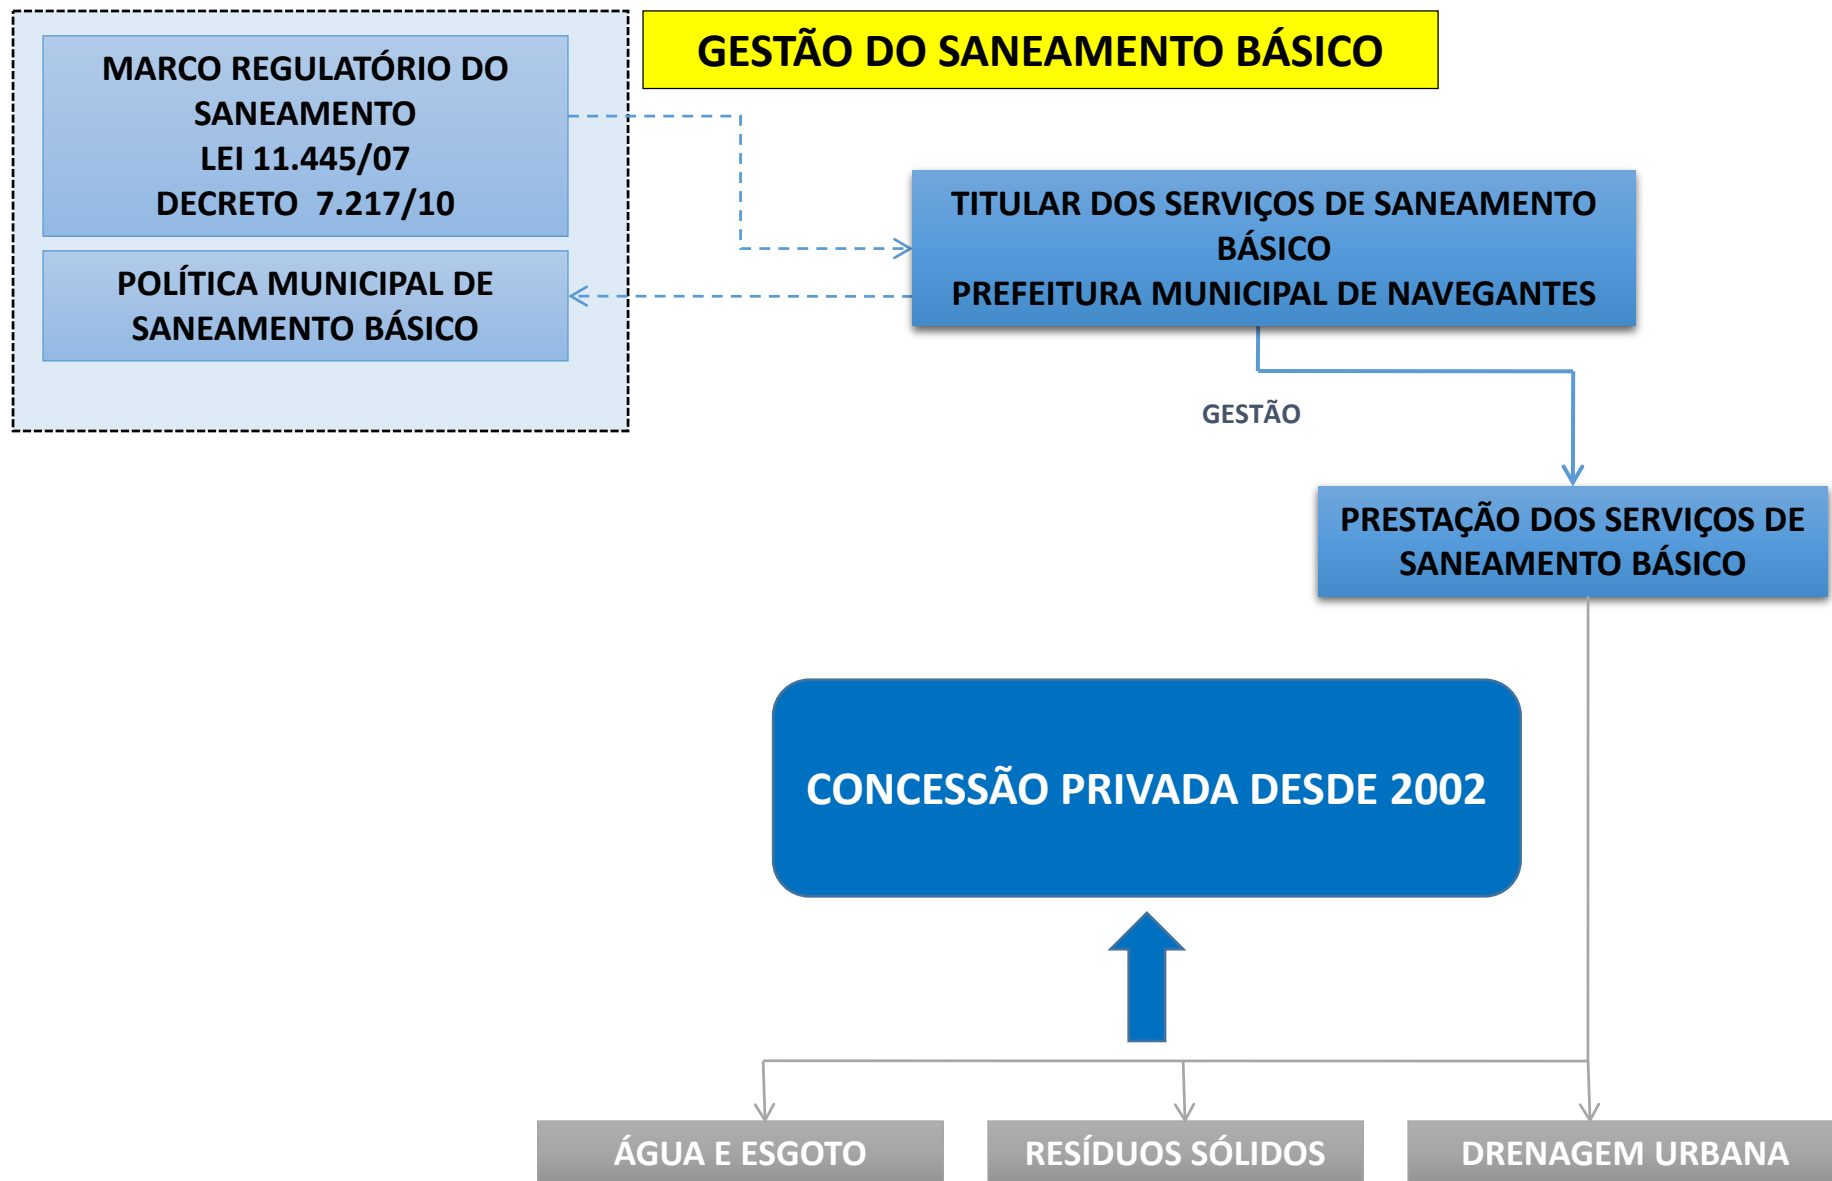 GESTÃO DO SANEAMENTO BÁSICO
MARCO REGULATÓRIO DO
SANEAMENTO
LEI 11.445/07
DECRETO 7.217/10
POLÍTICA MUNICIPAL DE
SANEAMENTO BÁSICO
TITULAR DOS SERVIÇOS DE SANEAMENTO
BÁSICO
PREFEITURA MUNICIPAL DE NAVEGANTES
GESTÃO
PRESTAÇÃO DOS SERVIÇOS DE
SANEAMENTO BÁSICO
CONCESSÃO PRIVADA DESDE 2002
ÁGUA E ESGOTO
RESÍDUOS SÓLIDOS
DRENAGEM URBANA